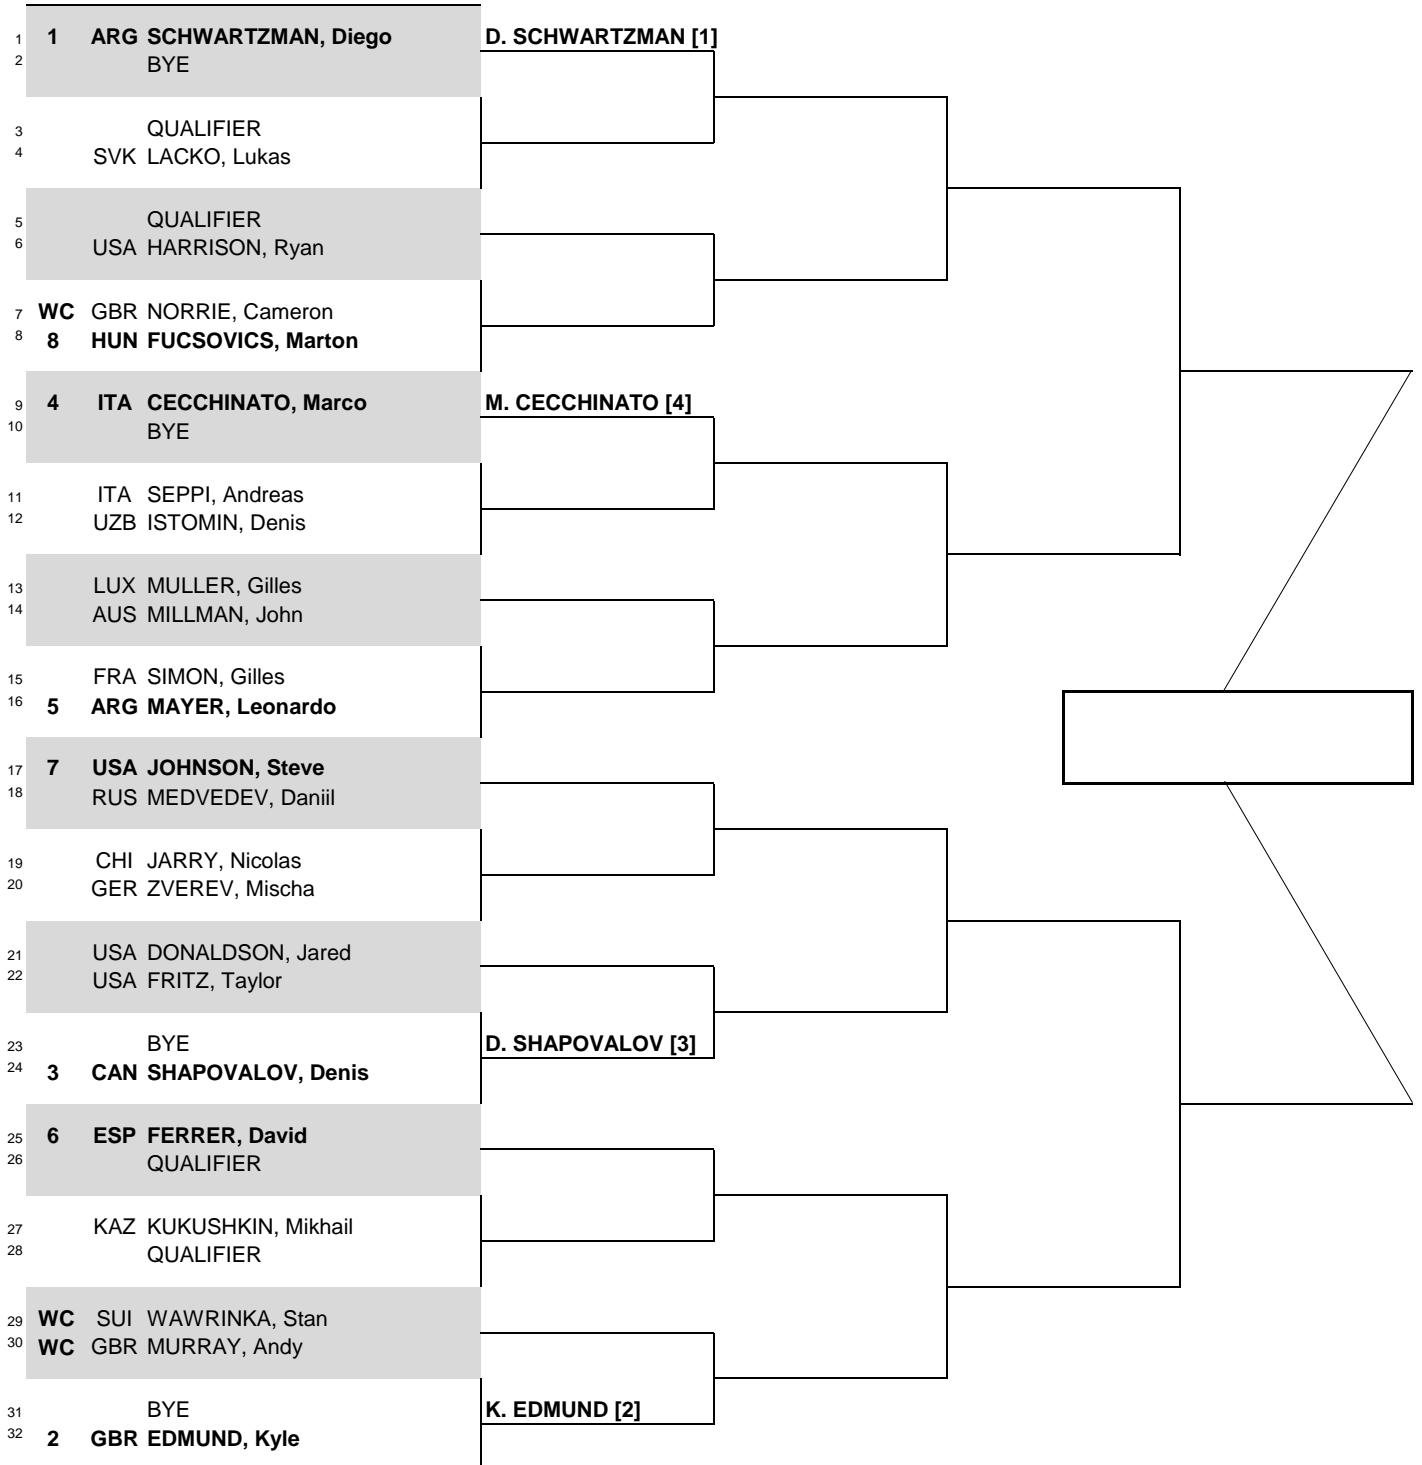 1 1 ARG SCHWARTZMAN, Diego D. SCHWARTZMAN [1]
2 BYE
3 QUALIFIER
4 SVK LACKO, Lukas
5 QUALIFIER
6 USA HARRISON, Ryan
7 WC GBR NORRIE, Cameron
8 8 HUN FUCSOVICS, Marton
9 4 ITA CECCHINATO, Marco M. CECCHINATO [4]
10 BYE
11 ITA SEPPI, Andreas
12 UZB ISTOMIN, Denis
13 LUX MULLER, Gilles
14 AUS MILLMAN, John
15 FRA SIMON, Gilles
16 5 ARG MAYER, Leonardo
17 7 USA JOHNSON, Steve
18 RUS MEDVEDEV, Daniil
19 CHI JARRY, Nicolas
20 GER ZVEREV, Mischa
21 USA DONALDSON, Jared
22 USA FRITZ, Taylor
23 BYE D. SHAPOVALOV [3]
24 3 CAN SHAPOVALOV, Denis
25 6 ESP FERRER, David
26 QUALIFIER
27 KAZ KUKUSHKIN, Mikhail
28 QUALIFIER
29 WC SUI WAWRINKA, Stan
30 WC GBR MURRAY, Andy
31 BYE K. EDMUND [2]
32 2 GBR EDMUND, Kyle